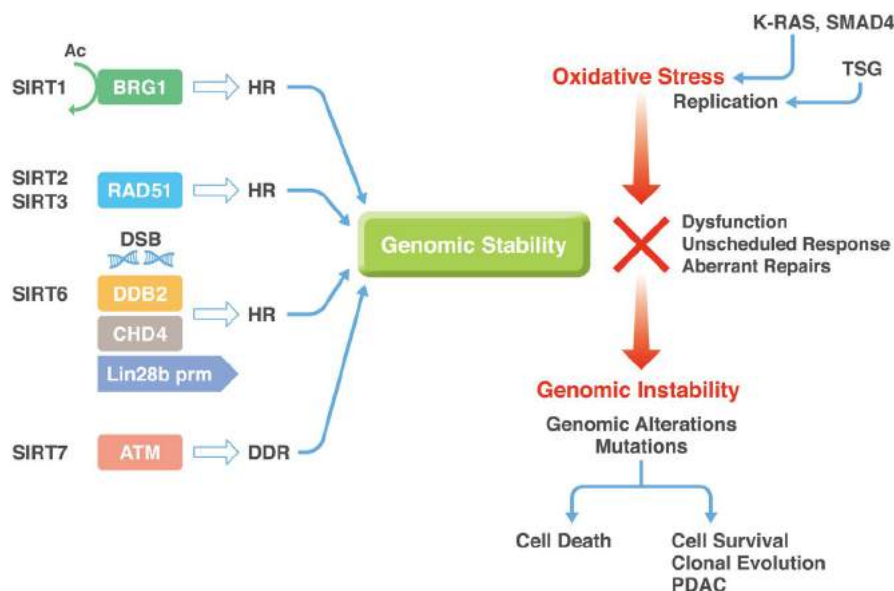 Ac
SIRT1
BRG1
HR
SIRT2
SIRT3
RAD51
HR
DSB
SIRT6
DDB2
CHD4
Lin28b prm
HR
SIRT7
ATM
DDR
Genomic Stability
K-RAS, SMAD4
Oxidative Stress
TSG
Replication
Dysfunction
Unscheduled Response
Aberrant Repairs
Genomic Instability
Genomic Alterations
Mutations
Cell Death
Cell Survival
Clonal Evolution
PDAC